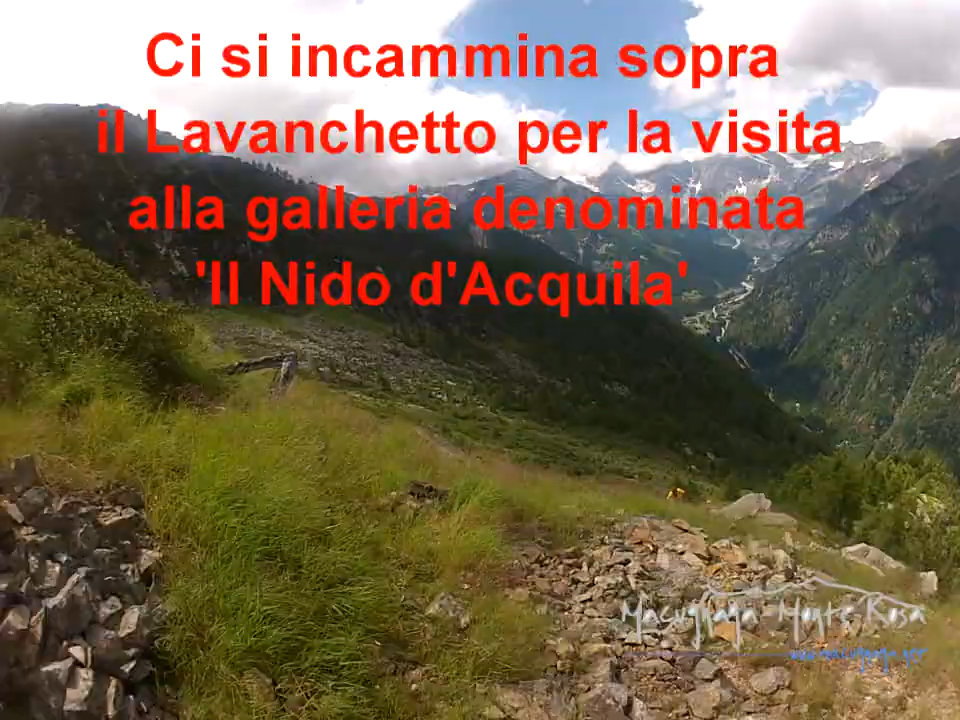 Ci si incammina sopra
il Lavanchetto per la visita
alla galleria denominata
'Il Nido d'Acquila'
Macugnaga Monte Rosa